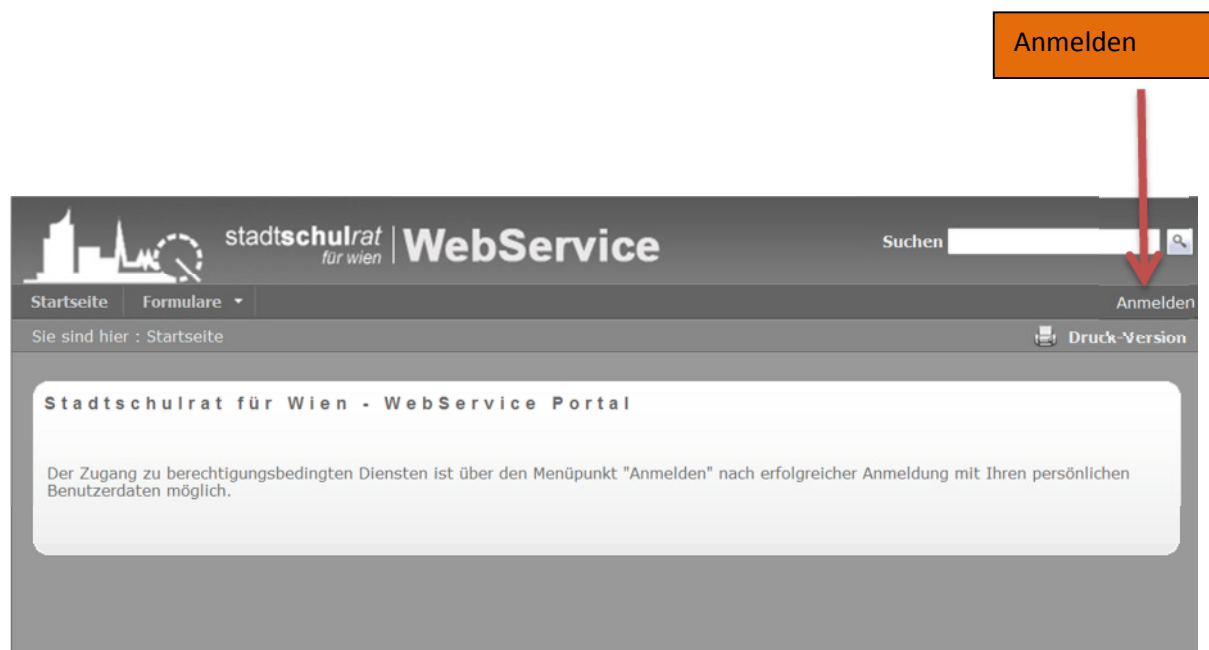 Anmelden
stadtschulrat
für wien
WebService
Suchen
Startseite Formulare Anmelden
Sie sind hier : Startseite Druck-Version
Stadtschulrat für Wien - WebService Portal
Der Zugang zu berechtigungsbedingten Diensten ist über den Menüpunkt "Anmelden" nach erfolgreicher Anmeldung mit Ihren persönlichen
Benutzerdaten möglich.